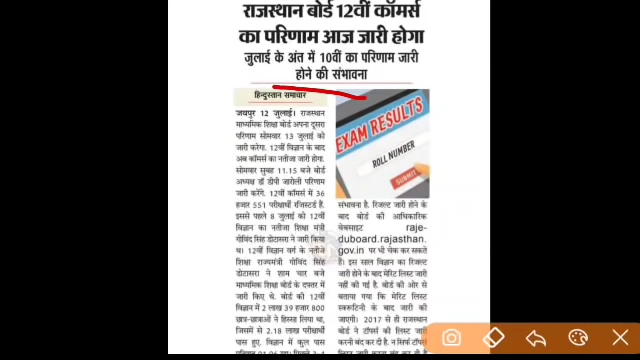 राजस्थान बोर्ड 12वीं कॉमर्स
का परिणाम आज जारी होगा
जुलाई के अंत में 10वीं का परिणाम जारी
होने की संभावना
हिन्दुस्तान समाचार
जयपुर 12 जुलाई। राजस्थान
माध्यमिक शिक्षा बोर्ड अपना दूसरा
परिणाम सोमवार 13 जुलाई को
जारी करेगा। 12वीं विज्ञान के बाद
अब कॉमर्स का नतीजा जारी होगा।
सोमवार सुबह 11.15 बजे बोर्ड
अध्यक्ष डॉ डीपी जारोली परिणाम
जारी करेंगे। 12वीं कॉमर्स में 36
हजार 551 परीक्षार्थी रजिस्टर्ड हैं।
इससे पहले 8 जुलाई को 12वीं
विज्ञान का नतीजा शिक्षा मंत्री
गोविंद सिंह डोटासरा ने जारी किया
था। 12वीं विज्ञान वर्ग के नतीजे
शिक्षा राज्यमंत्री गोविंद सिंह
डोटासरा ने शाम चार बजे
माध्यमिक शिक्षा बोर्ड के दफ्तर में
जारी किए थे। बोर्ड की 12वीं
विज्ञान में 2 लाख 39 हजार 800
छात्र-छात्राओं ने हिस्सा लिया था,
जिसमें से 2.18 लाख परीक्षार्थी
पास हुए. विज्ञान में कुल पास
EXAM RESULTS
ROLL NUMBER
SUBMIT
संभावना है. रिजल्ट जारी होने के
बाद बोर्ड की आधिकारिक
वेबसाइट raje-
duboard.rajasthan.
gov.in पर भी चेक कर सकते
हैं। इस साल विज्ञान का रिजल्ट
जारी होने के बाद मेरिट लिस्ट जारी
नहीं की गई है. बोर्ड की ओर से
बताया गया कि मेरिट लिस्ट
स्क्रूटिनी के बाद जारी की
जाएगी। 2017 से ही राजस्थान
बोर्ड ने टॉपर्स की लिस्ट जारी
करनी बंद कर दी है. न सिर्फ टॉपर्स